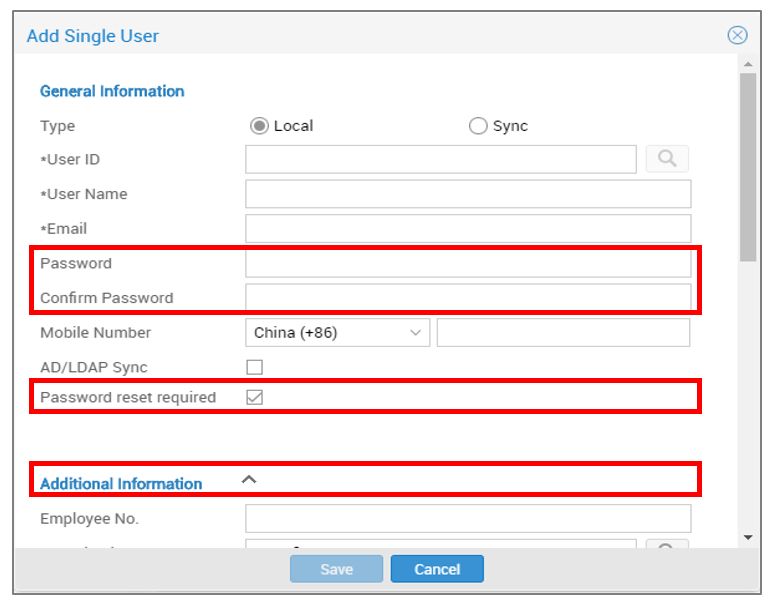 Add Single User
General Information
Type Local Sync
*User ID
*User Name
*Email
Password
Confirm Password
Mobile Number China (+86)
AD/LDAP Sync
Password reset required
Additional Information
Employee No.
Save Cancel